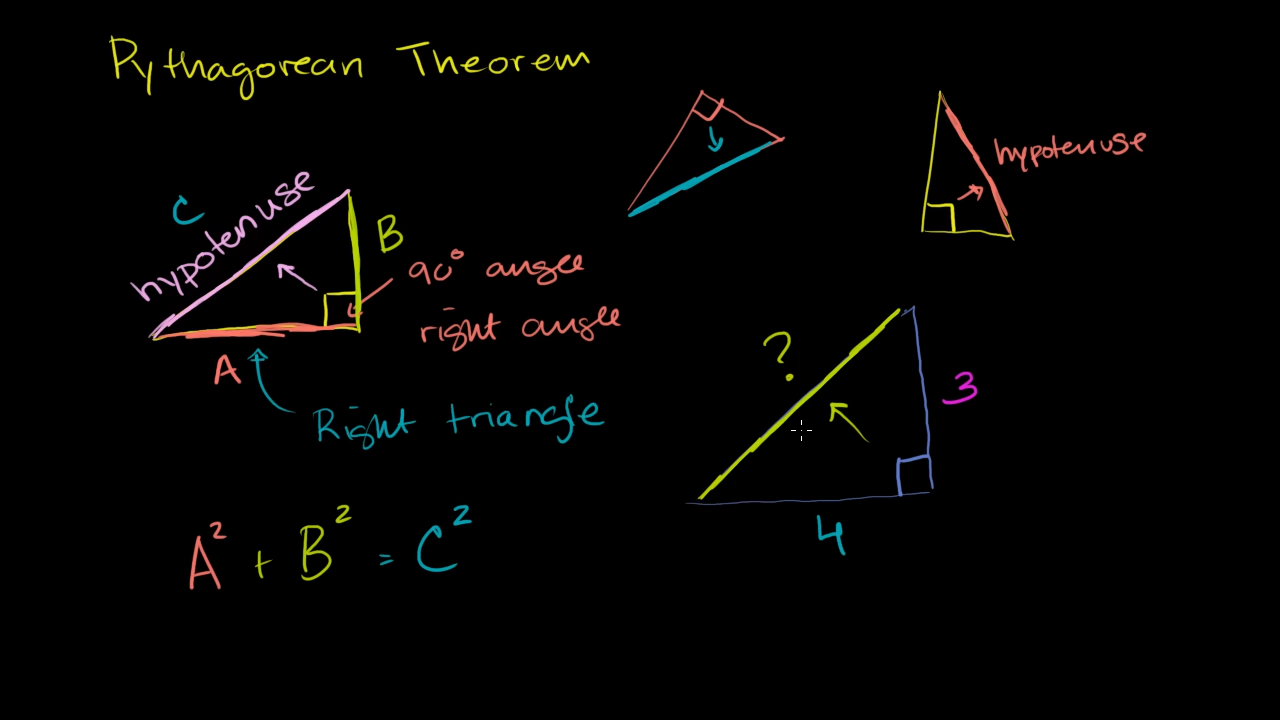 Pythagorean Theorem
hypotenuse
C
hypotenuse
B
90° angle
right angle
A
Right triangle
?
3
4
A² + B² = C²